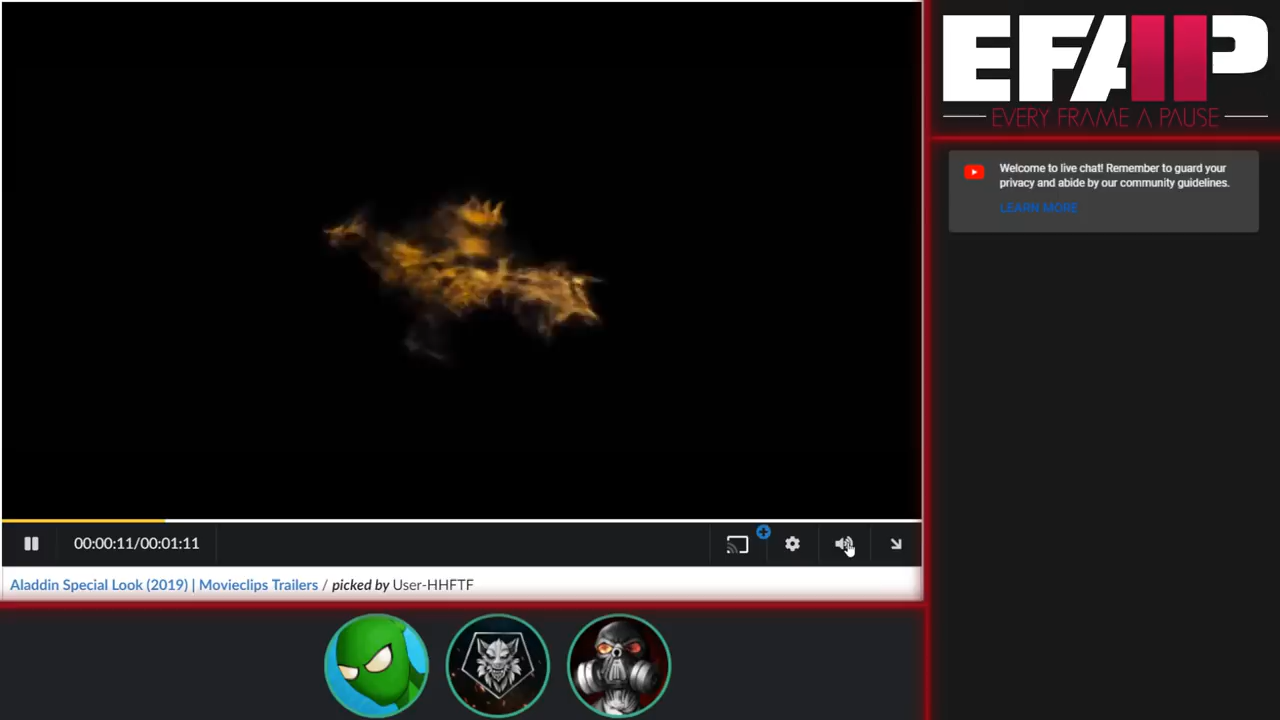 EFAP
EVERY FRAME A PAUSE
Welcome to live chat! Remember to guard your
privacy and abide by our community guidelines.
LEARN MORE
00:00:11/00:01:11
Aladdin Special Look (2019) | Movieclips Trailers / picked by User-HHFTF